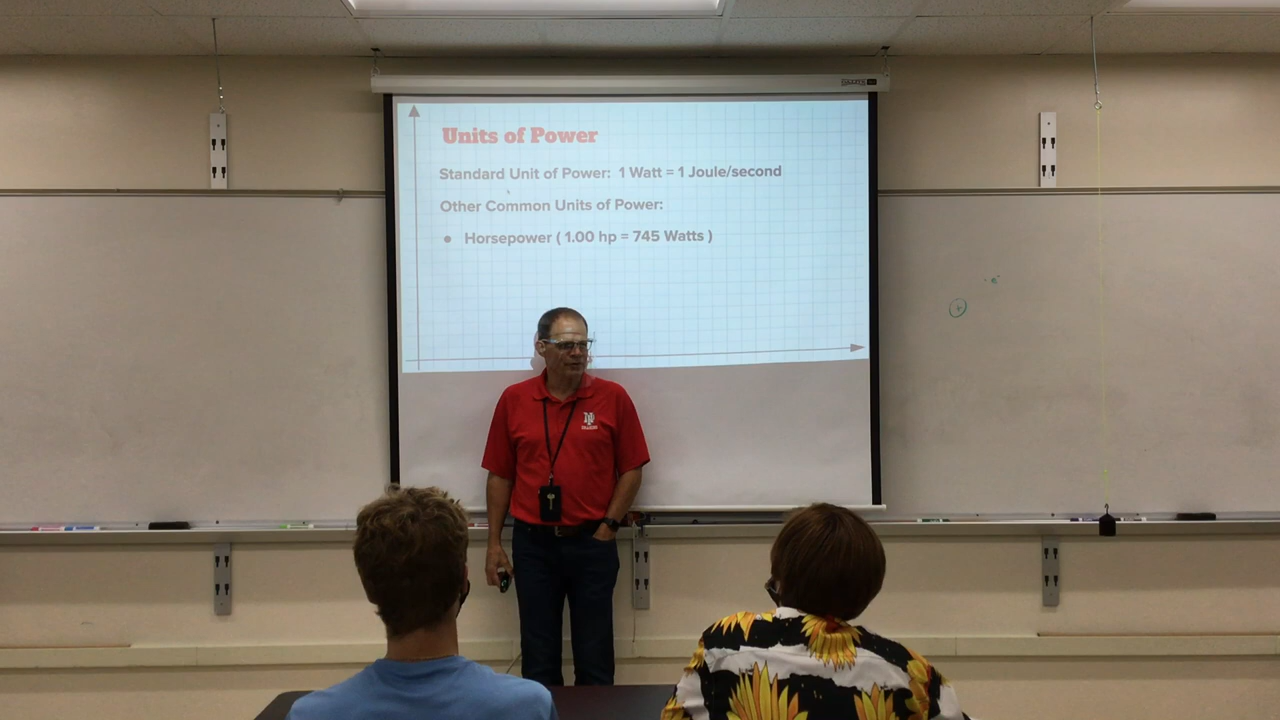 Units of Power
Standard Unit of Power: 1 Watt = 1 Joule/second
Other Common Units of Power:
● Horsepower ( 1.00 hp = 745 Watts )